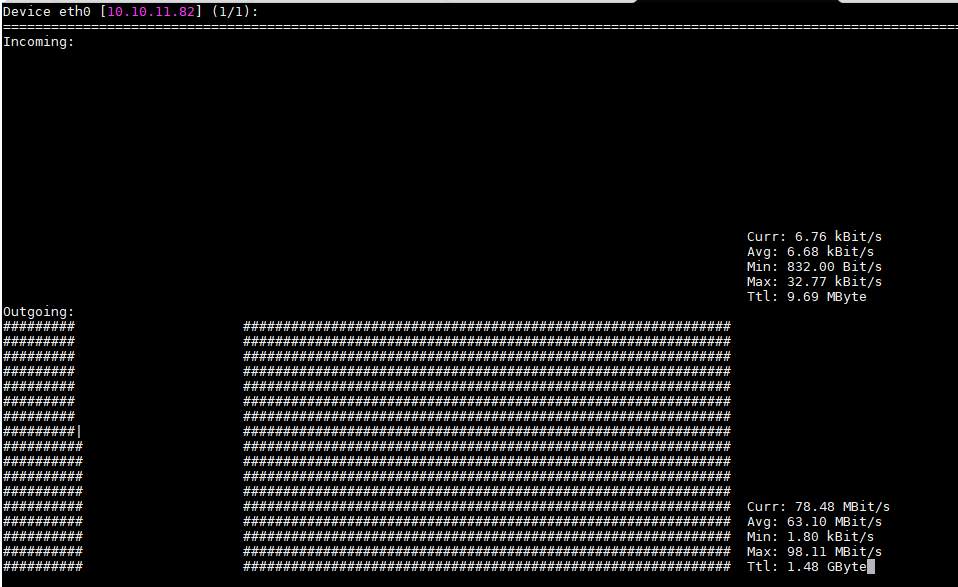 Device eth0 [10.10.11.82] (1/1):
========================================================================================================================
Incoming:
Curr: 6.76 kBit/s
Avg: 6.68 kBit/s
Min: 832.00 Bit/s
Max: 32.77 kBit/s
Ttl: 9.69 MByte
Outgoing:
#########                     #############################################################
#########                     #############################################################
#########                     #############################################################
#########                     #############################################################
#########                     #############################################################
#########                     #############################################################
#########                     #############################################################
#########|                    #############################################################
##########                    #############################################################
##########                    #############################################################
##########                    #############################################################
##########                    #############################################################
##########                    #############################################################  Curr: 78.48 MBit/s
##########                    #############################################################  Avg: 63.10 MBit/s
##########                    #############################################################  Min: 1.80 kBit/s
##########                    #############################################################  Max: 98.11 MBit/s
##########                    #############################################################  Ttl: 1.48 GByte